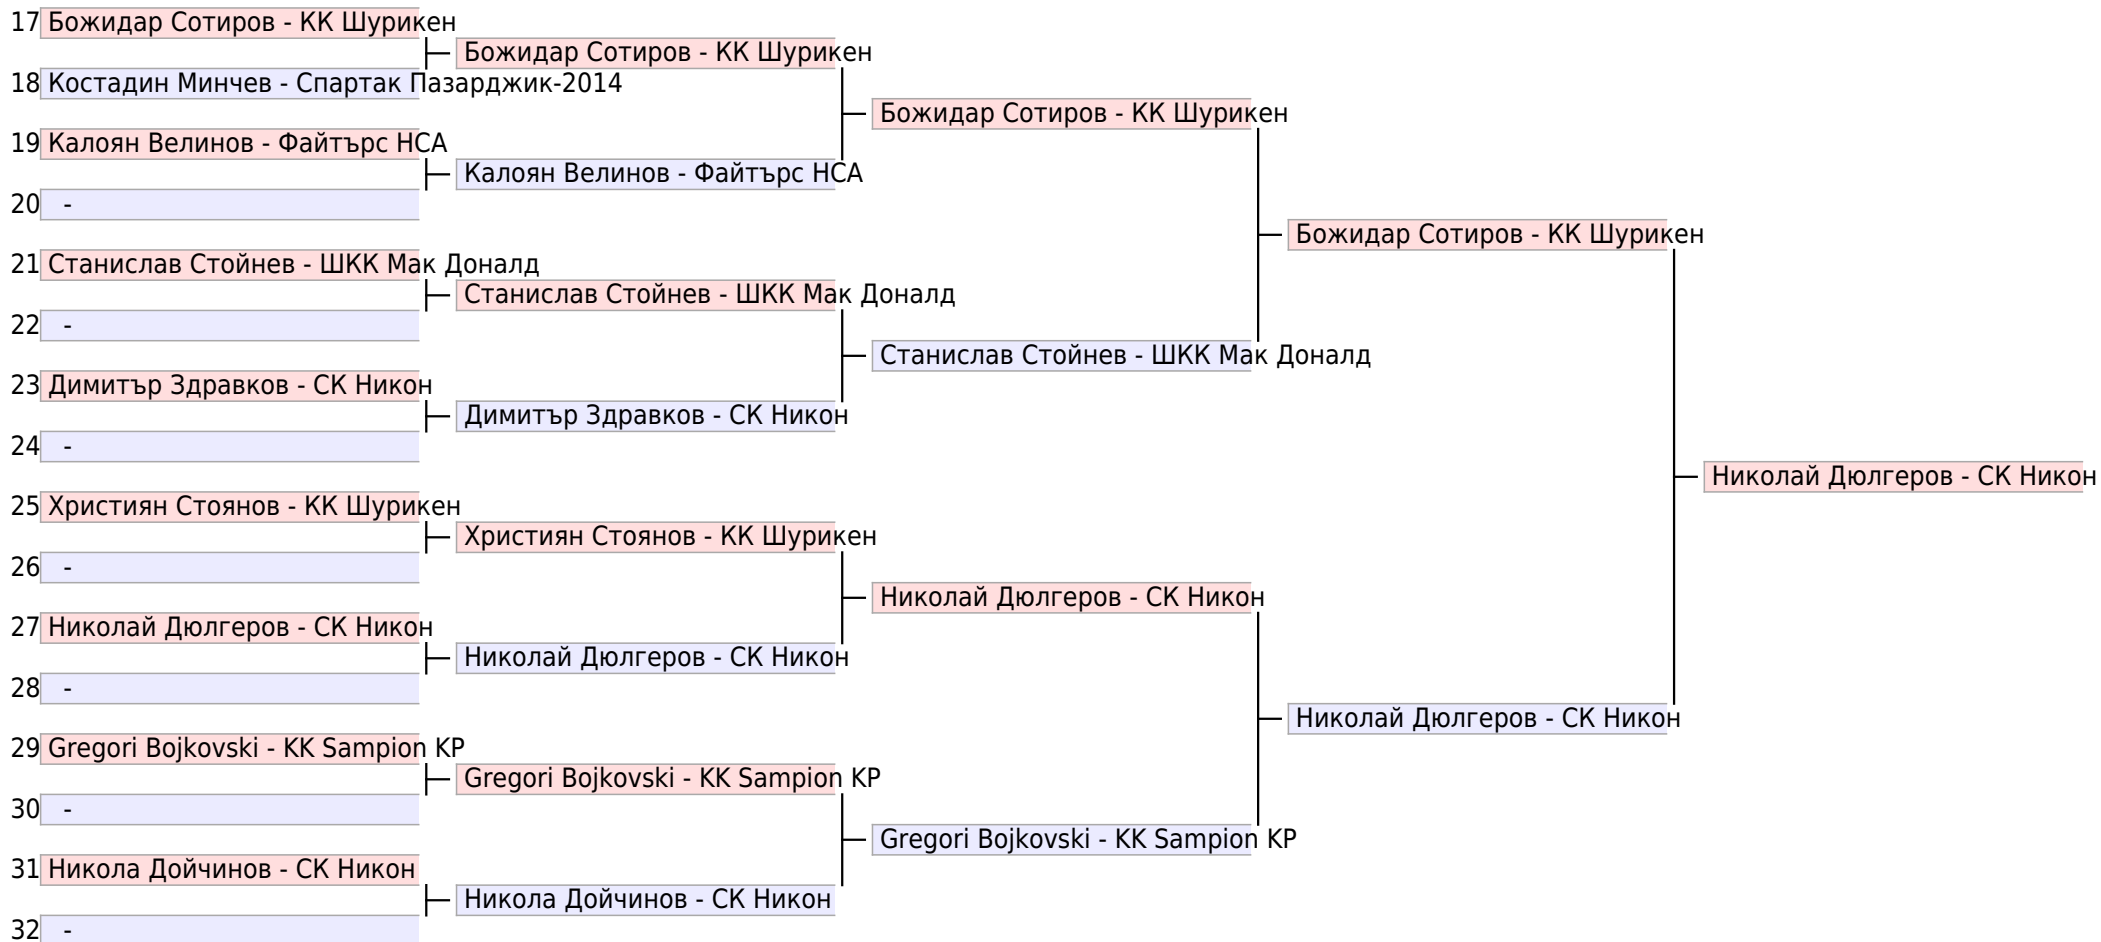 17 Божидар Сотиров - КК Шурикен
Божидар Сотиров - КК Шурикен
18 Костадин Минчев - Спартак Пазарджик-2014
Божидар Сотиров - КК Шурикен
19 Калоян Велинов - Файтърс НСА
Калоян Велинов - Файтърс НСА
20 -
Божидар Сотиров - КК Шурикен
21 Станислав Стойнев - ШКК Мак Доналд
Станислав Стойнев - ШКК Мак Доналд
22 -
Станислав Стойнев - ШКК Мак Доналд
23 Димитър Здравков - СК Никон
Димитър Здравков - СК Никон
24 -
Николай Дюлгеров - СК Никон
25 Християн Стоянов - КК Шурикен
Християн Стоянов - КК Шурикен
26 -
Николай Дюлгеров - СК Никон
27 Николай Дюлгеров - СК Никон
Николай Дюлгеров - СК Никон
28 -
Николай Дюлгеров - СК Никон
29 Gregori Bojkovski - KK Sampion KP
Gregori Bojkovski - KK Sampion KP
30 -
Gregori Bojkovski - KK Sampion KP
31 Никола Дойчинов - СК Никон
Никола Дойчинов - СК Никон
32 -